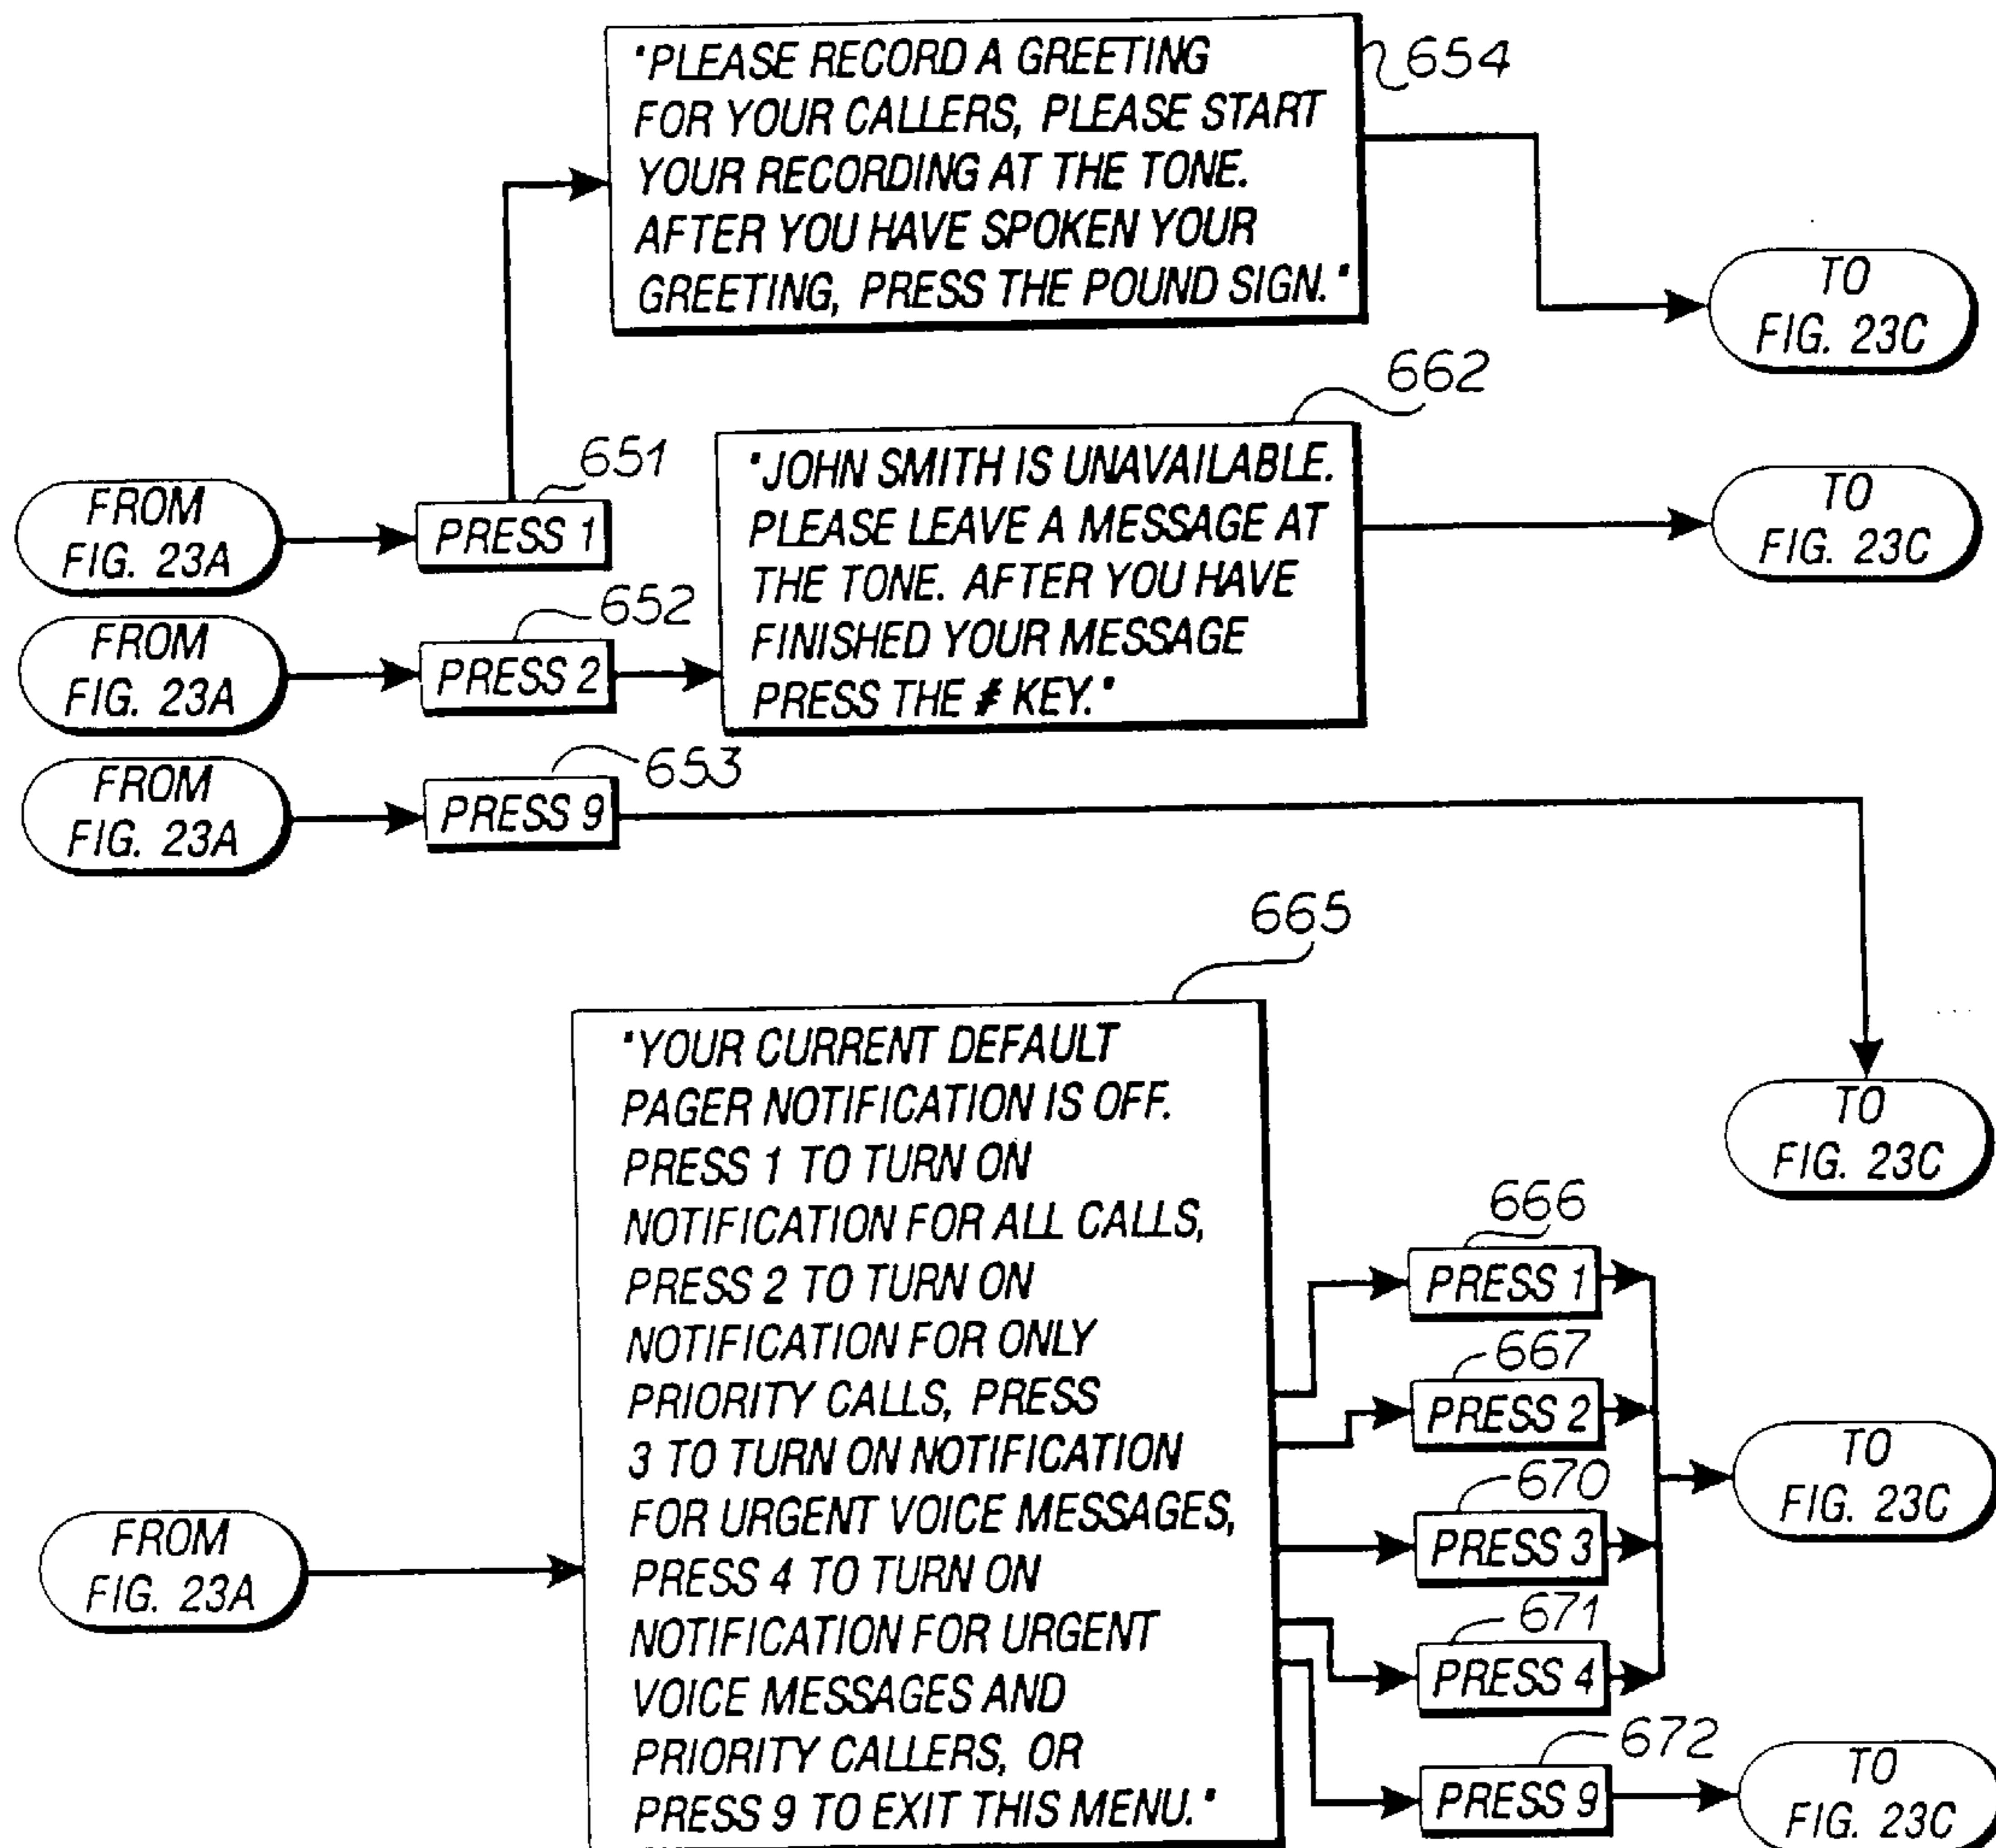 "PLEASE RECORD A GREETING
FOR YOUR CALLERS, PLEASE START
YOUR RECORDING AT THE TONE.
AFTER YOU HAVE SPOKEN YOUR
GREETING, PRESS THE POUND SIGN."
654
TO
FIG. 23C
662
651
FROM
FIG. 23A
PRESS 1
"JOHN SMITH IS UNAVAILABLE.
PLEASE LEAVE A MESSAGE AT
THE TONE. AFTER YOU HAVE
FINISHED YOUR MESSAGE
PRESS THE # KEY."
TO
FIG. 23C
652
FROM
FIG. 23A
PRESS 2
653
FROM
FIG. 23A
PRESS 9
TO
FIG. 23C
665
"YOUR CURRENT DEFAULT
PAGER NOTIFICATION IS OFF.
PRESS 1 TO TURN ON
NOTIFICATION FOR ALL CALLS,
PRESS 2 TO TURN ON
NOTIFICATION FOR ONLY
PRIORITY CALLS, PRESS
3 TO TURN ON NOTIFICATION
FOR URGENT VOICE MESSAGES,
PRESS 4 TO TURN ON
NOTIFICATION FOR URGENT
VOICE MESSAGES AND
PRIORITY CALLERS, OR
PRESS 9 TO EXIT THIS MENU."
FROM
FIG. 23A
666
PRESS 1
667
PRESS 2
670
PRESS 3
671
PRESS 4
TO
FIG. 23C
672
PRESS 9
TO
FIG. 23C